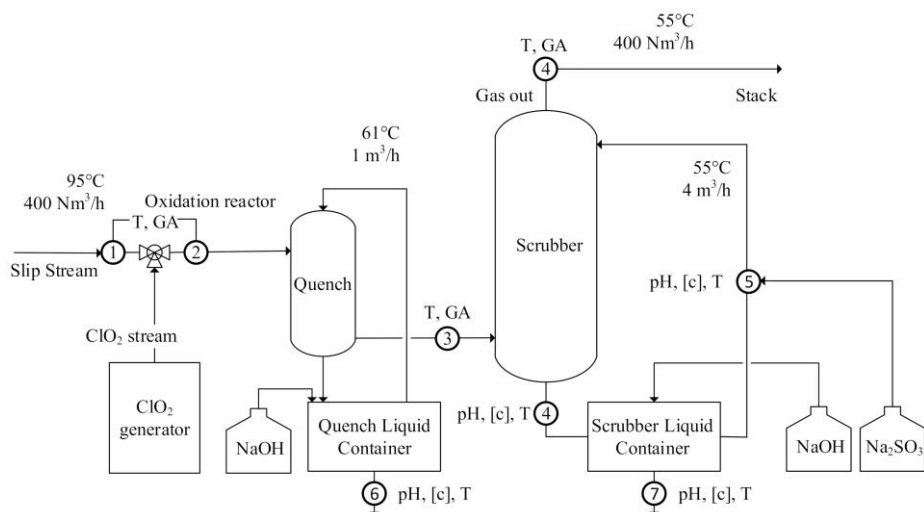 55°C
400 Nm³/h
T, GA
4
Gas out
Stack
61°C
1 m³/h
95°C
400 Nm³/h
Oxidation reactor
T, GA
1
2
Slip Stream
Quench
Scrubber
55°C
4 m³/h
pH, [c], T
5
T, GA
3
ClO₂ stream
ClO₂
generator
NaOH
Quench Liquid
Container
pH, [c], T
4
Scrubber Liquid
Container
NaOH
Na₂SO₃
6
pH, [c], T
7
pH, [c], T